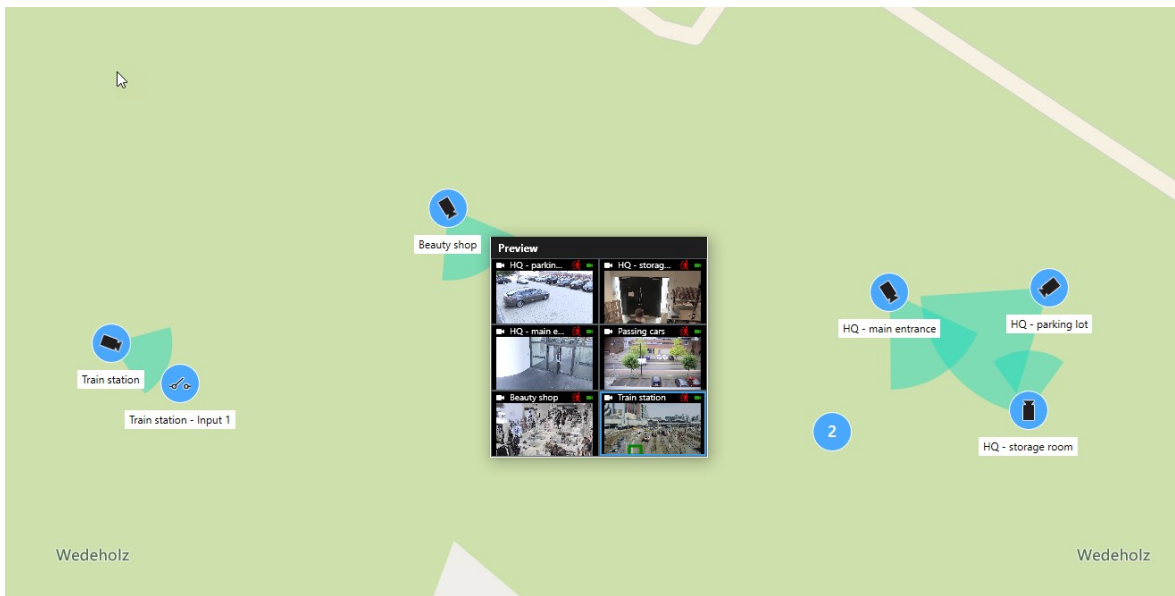 Beauty shop
Preview
HQ - parkin...
HQ - storag...
HQ - main e...
Passing cars
Beauty shop
Train station
HQ - main entrance
HQ - parking lot
Train station
Train station - Input 1
2
HQ - storage room
Wedeholz
Wedeholz